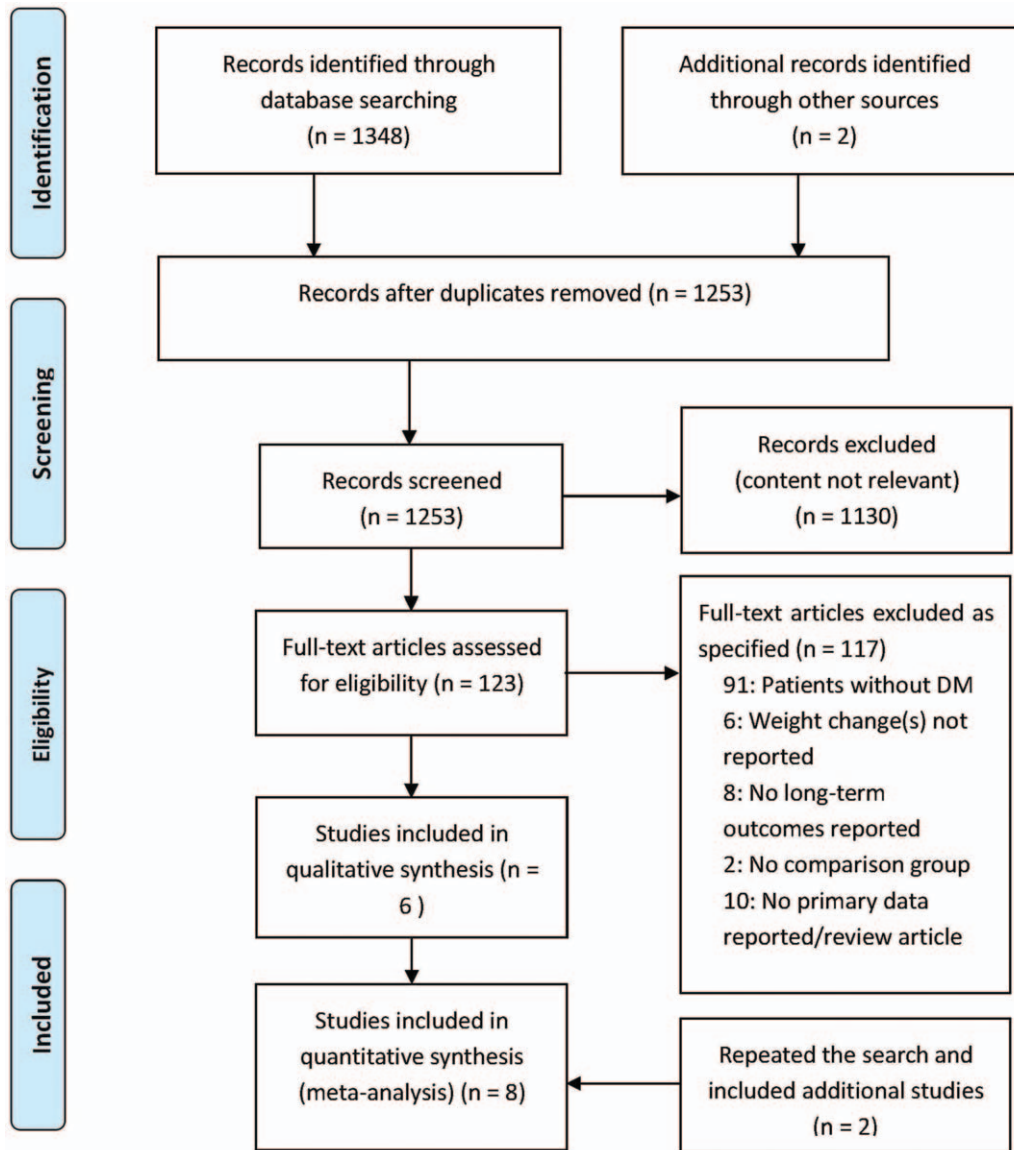 Identification
Records identified through
database searching
(n = 1348)
Additional records identified
through other sources
(n = 2)
Records after duplicates removed (n = 1253)
Screening
Records screened
(n = 1253)
Records excluded
(content not relevant)
(n = 1130)
Eligibility
Full-text articles assessed
for eligibility (n = 123)
Full-text articles excluded as
specified (n = 117)
91: Patients without DM
6: Weight change(s) not
reported
8: No long-term
outcomes reported
2: No comparison group
10: No primary data
reported/review article
Studies included in
qualitative synthesis (n =
6 )
Included
Studies included in
quantitative synthesis
(meta-analysis) (n = 8)
Repeated the search and
included additional studies
(n = 2)